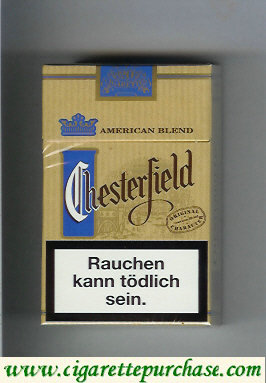 AMERICAN BLEND
Chesterfield
ORIGINAL
CHARACTER
Rauchen
kann tödlich
sein.
www.cigarettepurchase.com